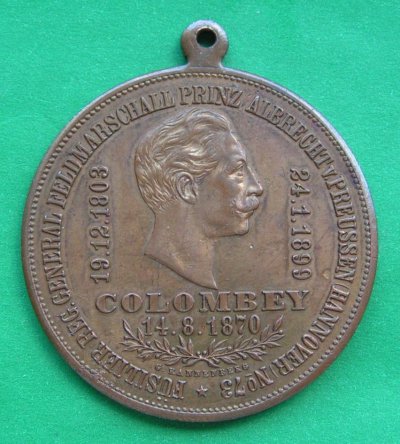 FÜSILIER REG. GENERAL FELDMARSCHALL PRINZ ALBRECHT V. PREUSSEN / HANNOVER No 73
19.12.1803
24.1.1899
COLOMBEY
14.8.1870